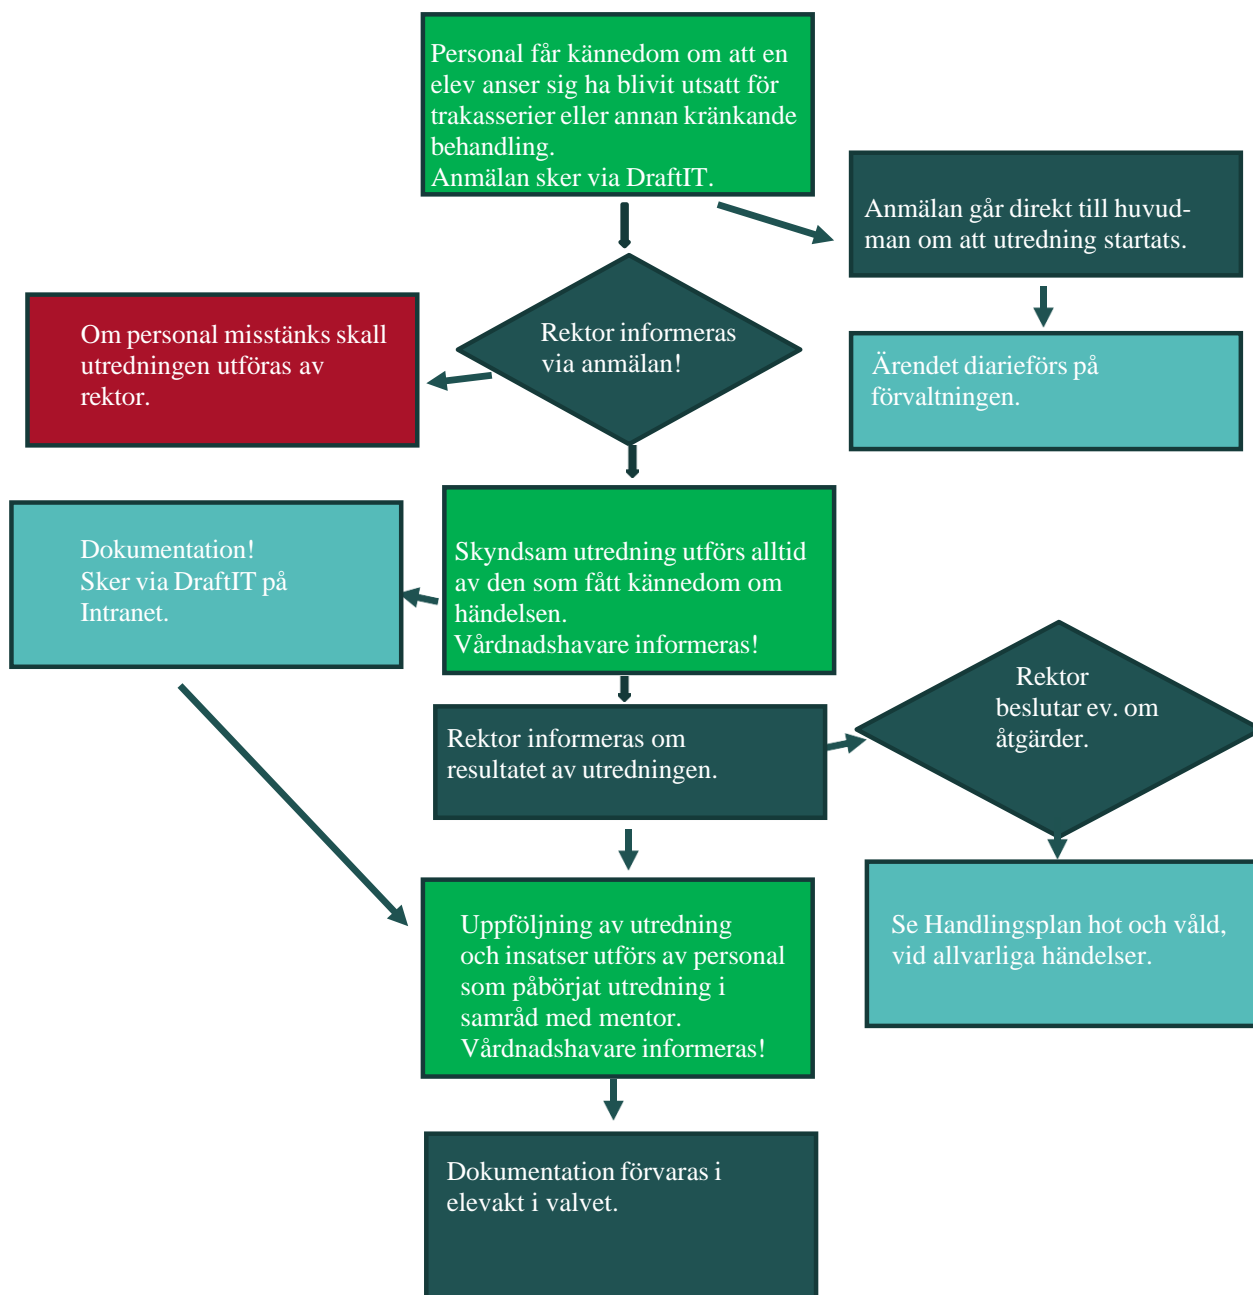 Personal får kännedom om att en
elev anser sig ha blivit utsatt för
trakasserier eller annan kränkande
behandling.
Anmälan sker via DraftIT.
Anmälan går direkt till huvud-
man om att utredning startats.
Ärendet diarieförs på
förvaltningen.
Rektor informeras
via anmälan!
Om personal misstänks skall
utredningen utföras av
rektor.
Skyndsam utredning utförs alltid
av den som fått kännedom om
händelsen.
Vårdnadshavare informeras!
Dokumentation!
Sker via DraftIT på
Intranet.
Rektor informeras om
resultatet av utredningen.
Rektor
beslutar ev. om
åtgärder.
Se Handlingsplan hot och våld,
vid allvarliga händelser.
Uppföljning av utredning
och insatser utförs av personal
som påbörjat utredning i
samråd med mentor.
Vårdnadshavare informeras!
Dokumentation förvaras i
elevakt i valvet.